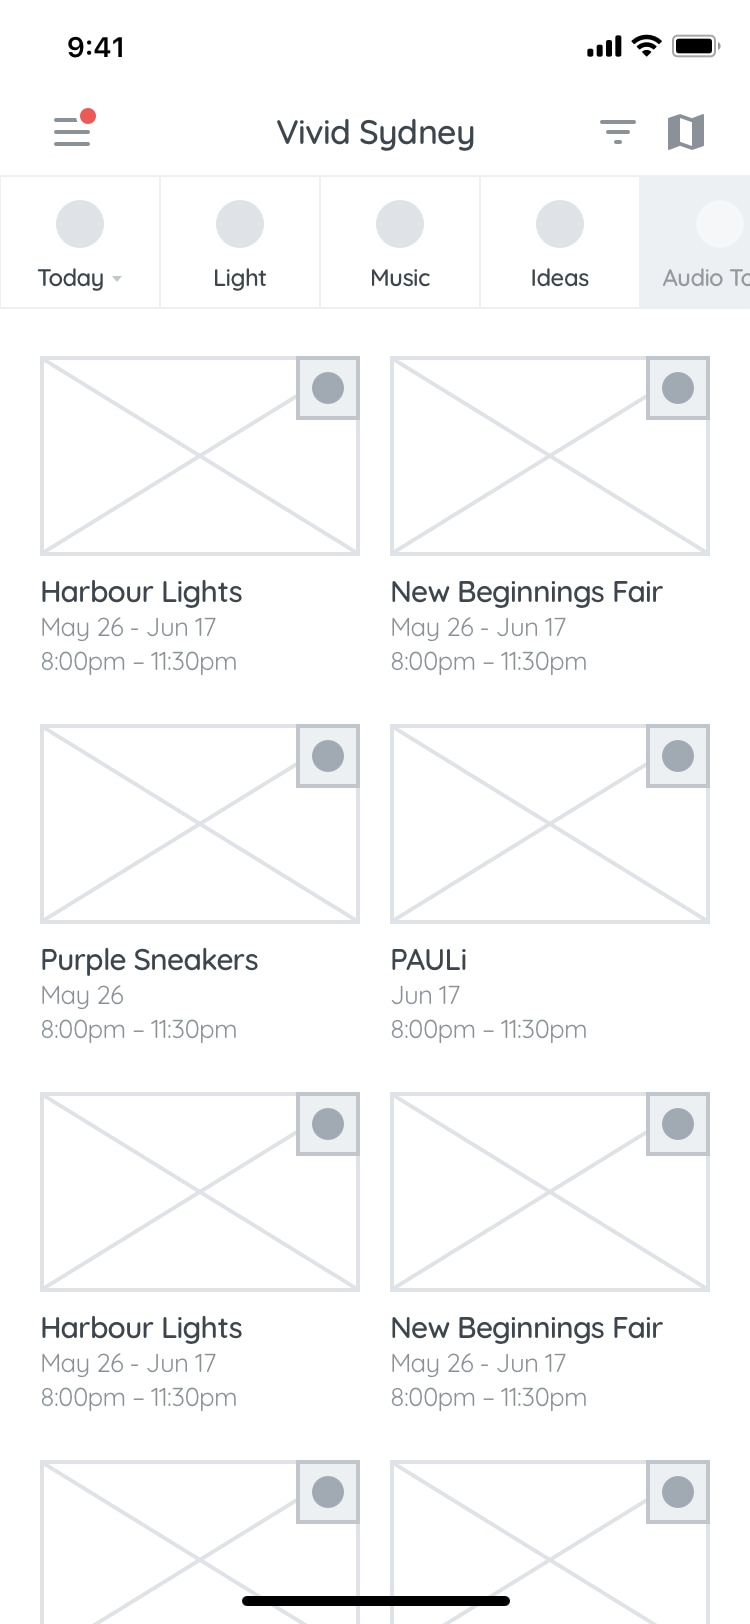 9:41
Vivid Sydney
Today
Light
Music
Ideas
Audio To
Harbour Lights
May 26 - Jun 17
8:00pm – 11:30pm
New Beginnings Fair
May 26 - Jun 17
8:00pm – 11:30pm
Purple Sneakers
May 26
8:00pm – 11:30pm
PAULi
Jun 17
8:00pm – 11:30pm
Harbour Lights
May 26 - Jun 17
8:00pm – 11:30pm
New Beginnings Fair
May 26 - Jun 17
8:00pm – 11:30pm